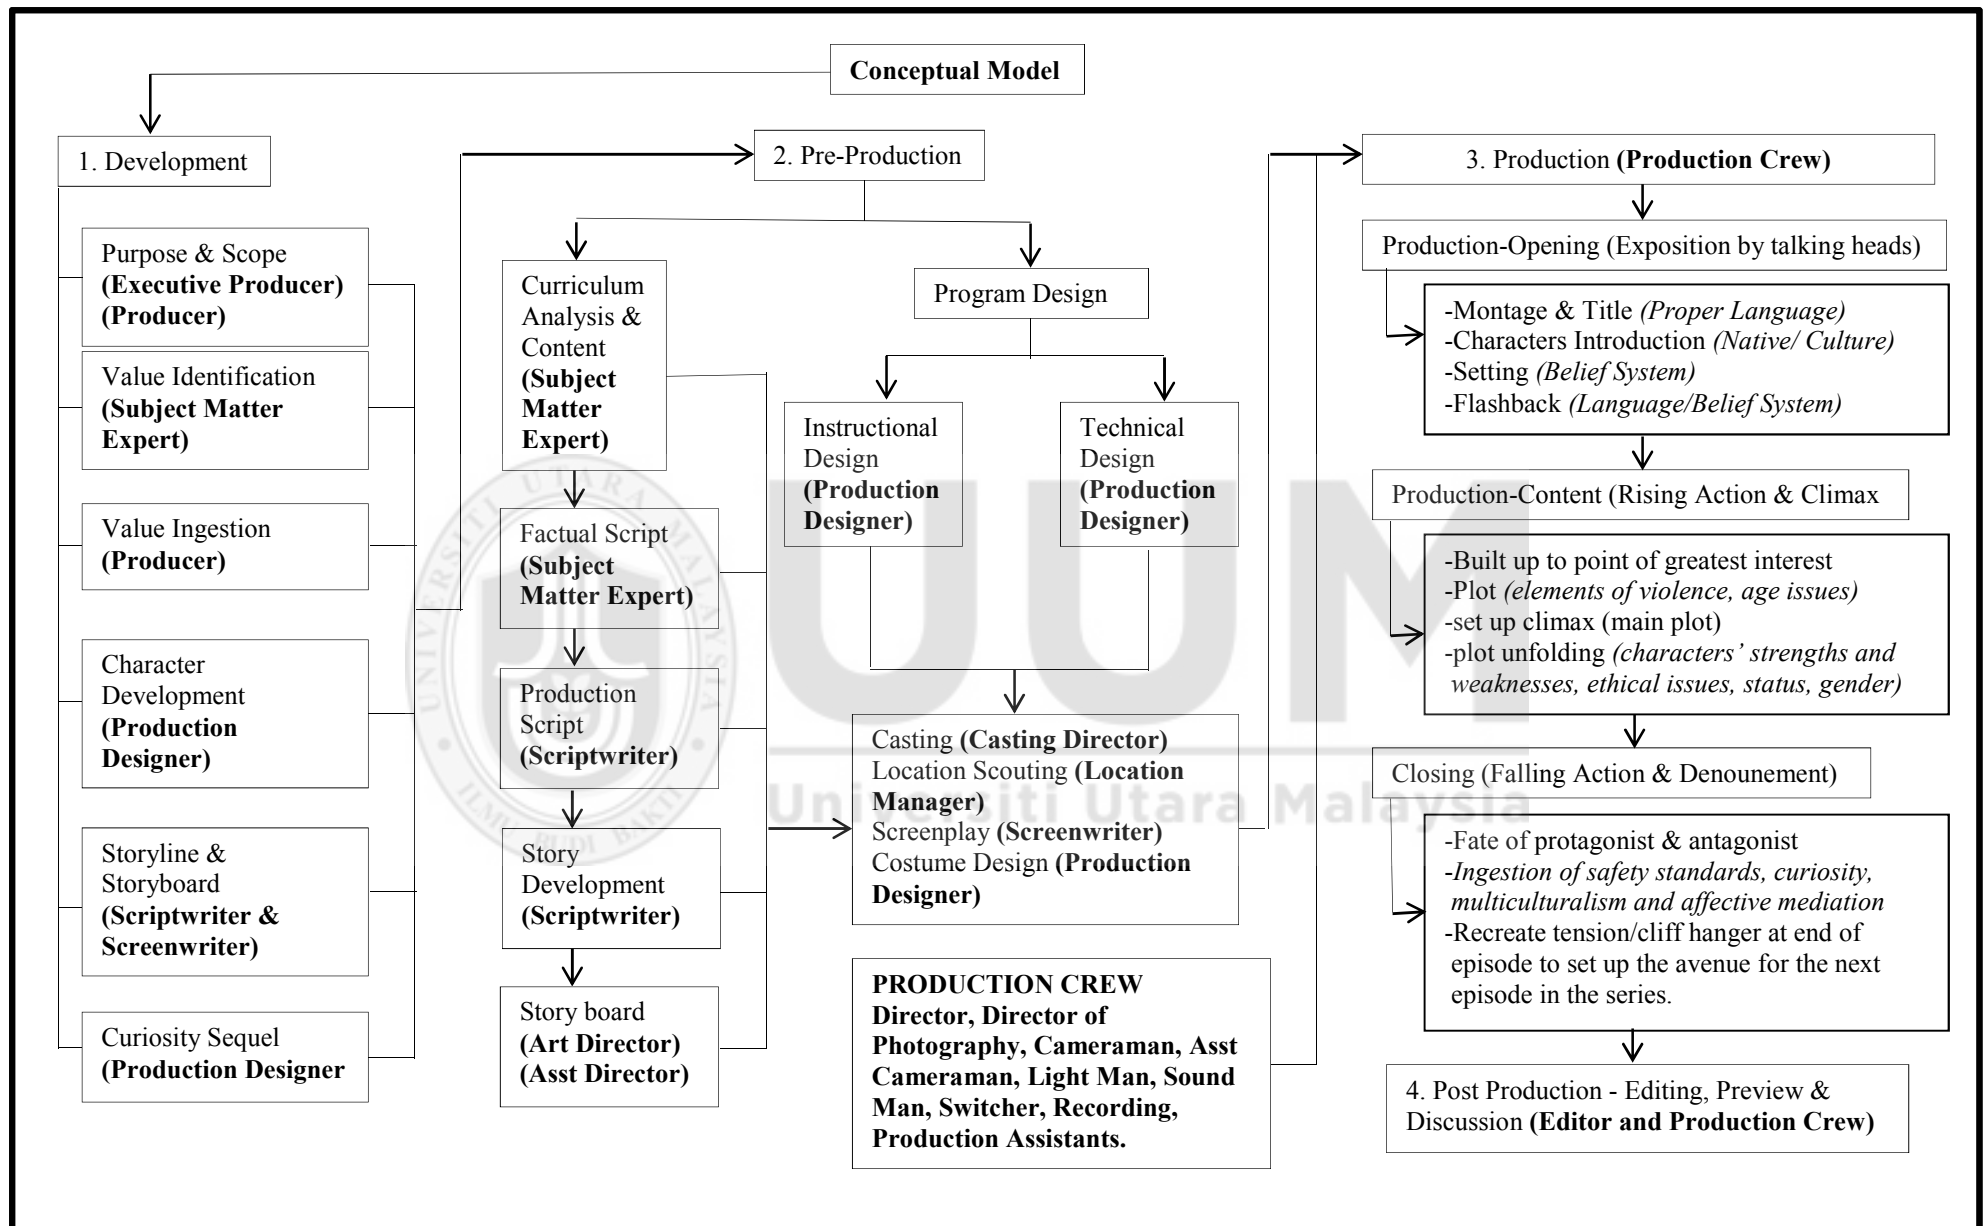 Conceptual Model
1. Development
Purpose & Scope
(Executive Producer)
(Producer)
Value Identification
(Subject Matter
Expert)
Value Ingestion
(Producer)
Character
Development
(Production
Designer)
Storyline &
Storyboard
(Scriptwriter &
Screenwriter)
Curiosity Sequel
(Production Designer
2. Pre-Production
Curriculum
Analysis &
Content
(Subject
Matter
Expert)
Factual Script
(Subject
Matter Expert)
Production
Script
(Scriptwriter)
Story
Development
(Scriptwriter)
Story board
(Art Director)
(Asst Director)
Program Design
Instructional
Design
(Production
Designer)
Technical
Design
(Production
Designer)
Casting (Casting Director)
Location Scouting (Location
Manager)
Screenplay (Screenwriter)
Costume Design (Production
Designer)
PRODUCTION CREW
Director, Director of
Photography, Cameraman, Asst
Cameraman, Light Man, Sound
Man, Switcher, Recording,
Production Assistants.
3. Production (Production Crew)
Production-Opening (Exposition by talking heads)
-Montage & Title (Proper Language)
-Characters Introduction (Native/ Culture)
-Setting (Belief System)
-Flashback (Language/Belief System)
Production-Content (Rising Action & Climax
-Built up to point of greatest interest
-Plot (elements of violence, age issues)
-set up climax (main plot)
-plot unfolding (characters’ strengths and
weaknesses, ethical issues, status, gender)
Closing (Falling Action & Denounement)
-Fate of protagonist & antagonist
-Ingestion of safety standards, curiosity,
multiculturalism and affective mediation
-Recreate tension/cliff hanger at end of
episode to set up the avenue for the next
episode in the series.
4. Post Production - Editing, Preview &
Discussion (Editor and Production Crew)
UNIVERSITI UTARA MALAYSIA
ILMU BUDI BAKTI
UUM
Universiti Utara Malaysia